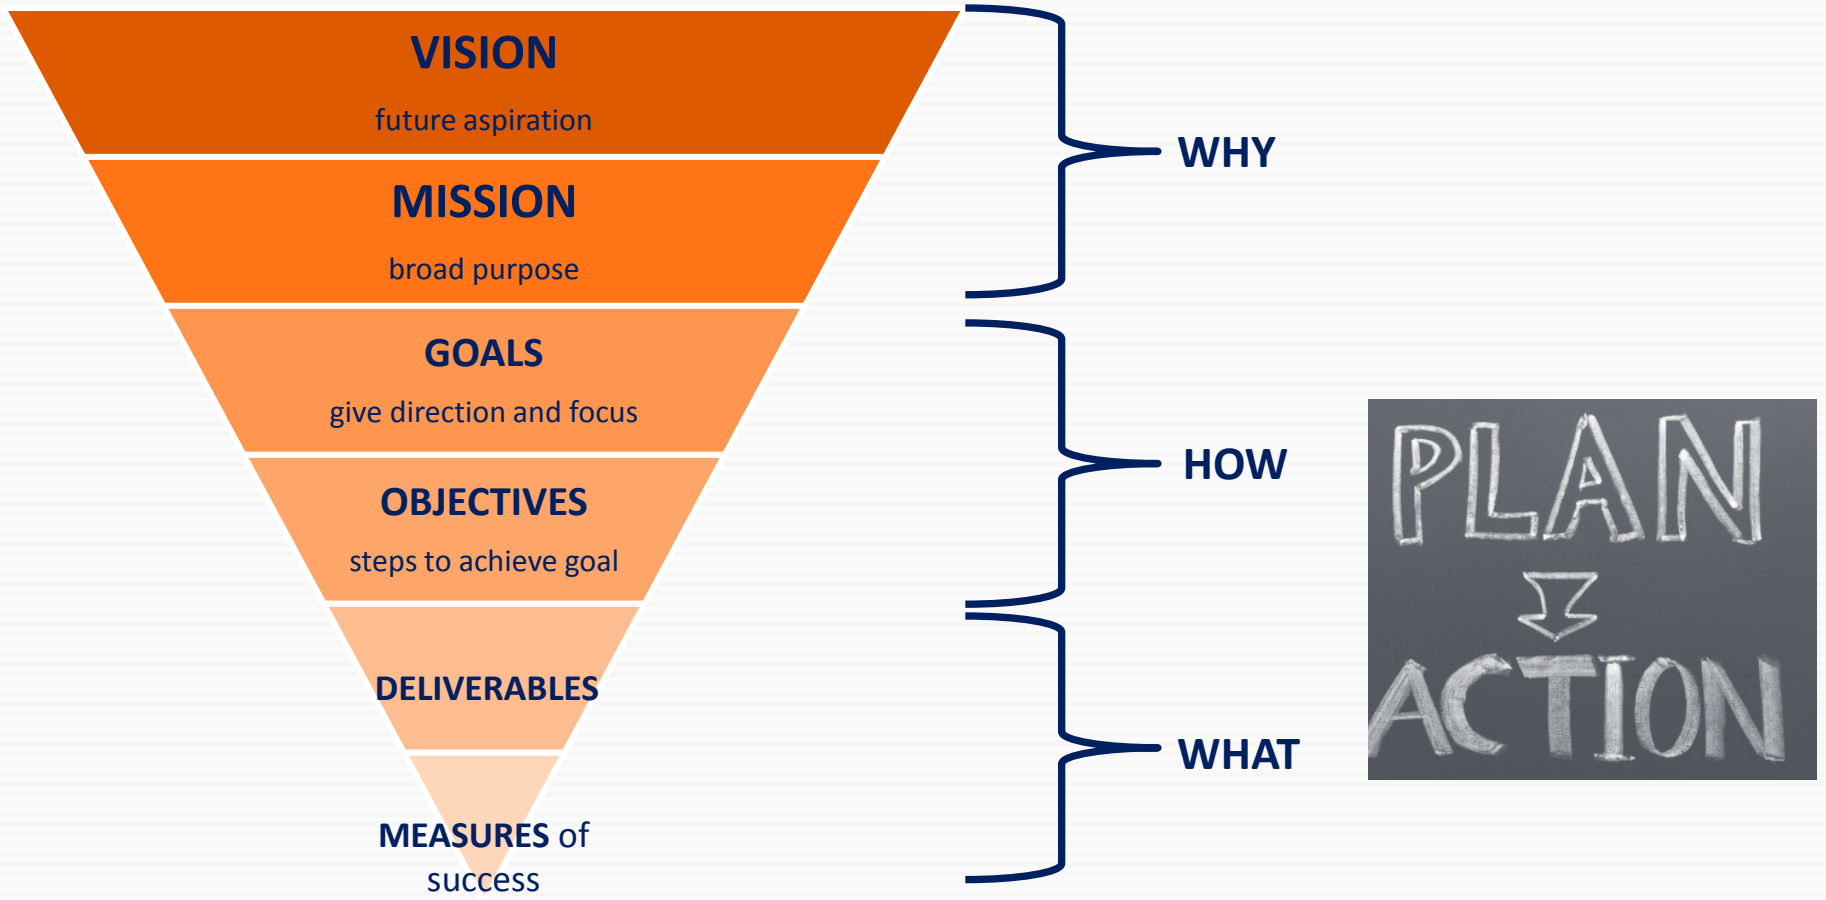 VISION
future aspiration
MISSION
broad purpose
GOALS
give direction and focus
OBJECTIVES
steps to achieve goal
DELIVERABLES
MEASURES of
success
WHY
HOW
WHAT
PLAN
ACTION